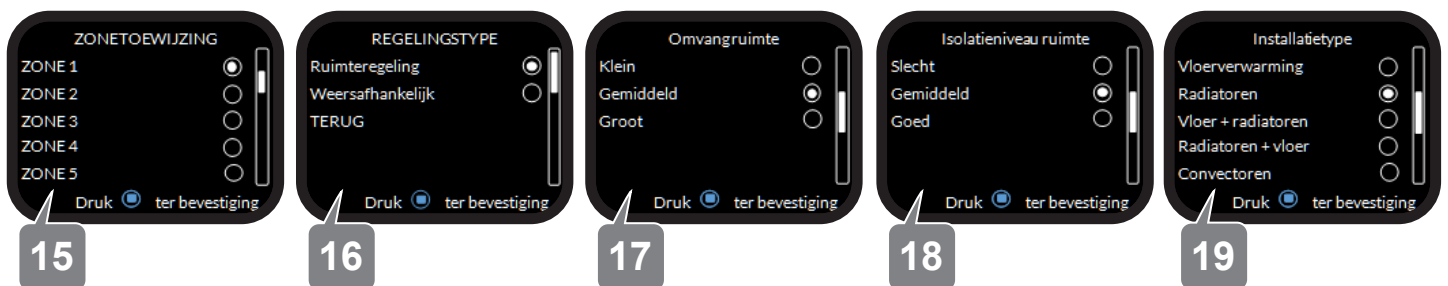 ZONETOEWIJZING
ZONE 1
ZONE 2
ZONE 3
ZONE 4
ZONE 5
Druk ter bevestiging
15
REGELINGSTYPE
Ruimteregeling
Weersafhankelijk
TERUG
Druk ter bevestiging
16
Omvangruimte
Klein
Gemiddeld
Groot
Druk ter bevestiging
17
Isolatieniveau ruimte
Slecht
Gemiddeld
Goed
Druk ter bevestiging
18
Installatietype
Vloerverwarming
Radiatoren
Vloer + radiatoren
Radiatoren + vloer
Convectoren
Druk ter bevestiging
19